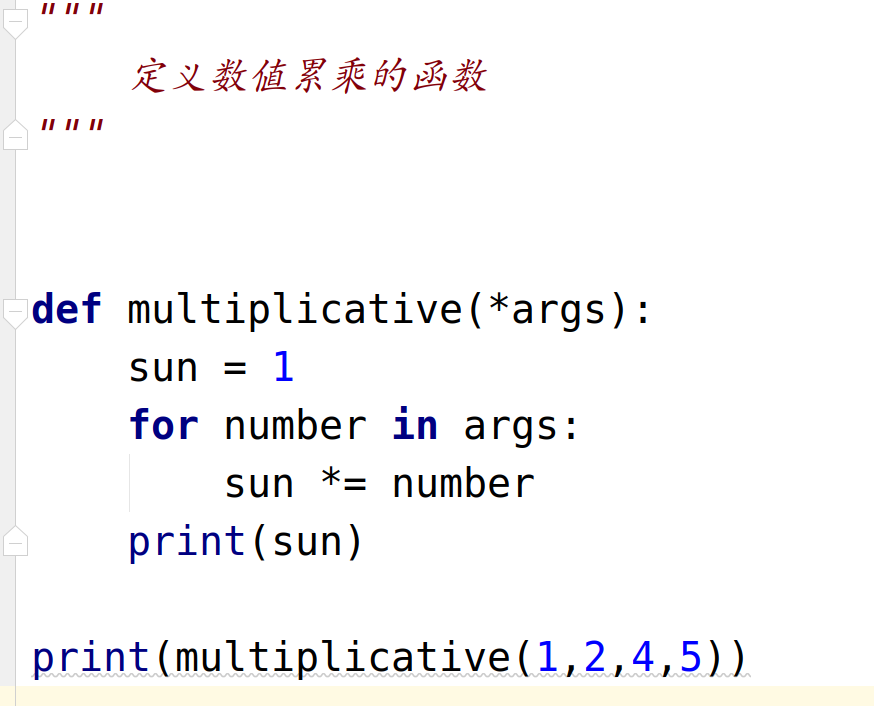 """
    定义数值累乘的函数
"""
def multiplicative(*args):
    sun = 1
    for number in args:
        sun *= number
    print(sun)
print(multiplicative(1,2,4,5))